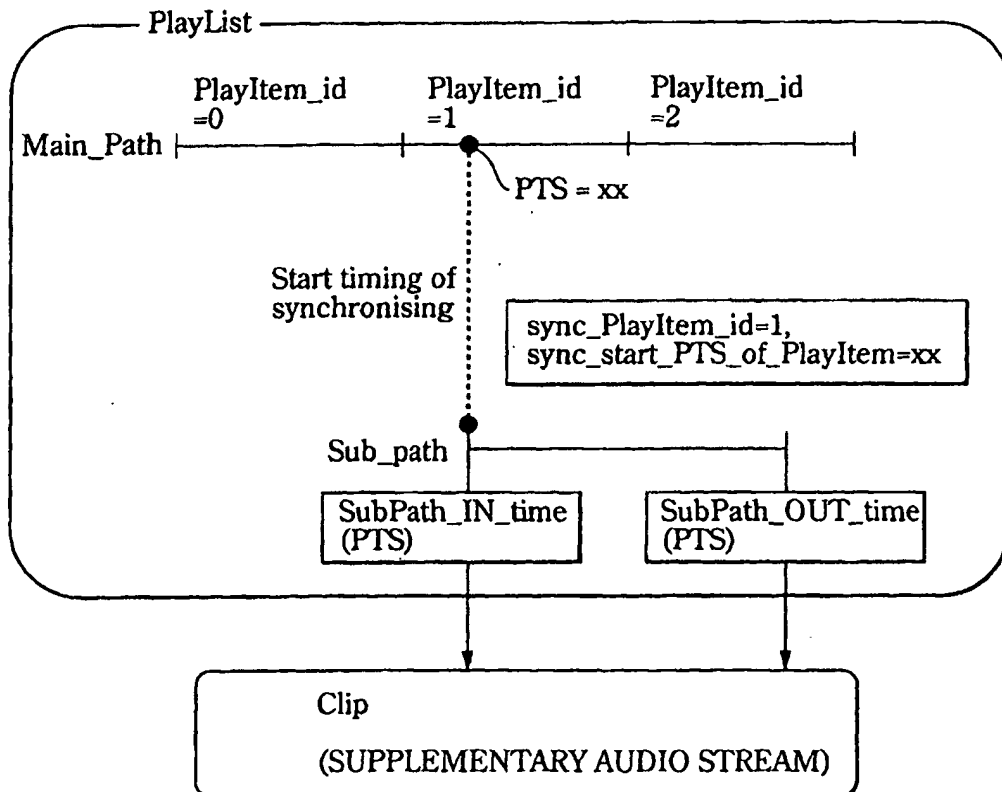 PlayList
PlayItem_id
=0
PlayItem_id
=1
PlayItem_id
=2
Main_Path
PTS = xx
Start timing of
synchronising
sync_PlayItem_id=1,
sync_start_PTS_of_PlayItem=xx
Sub_path
SubPath_IN_time
(PTS)
SubPath_OUT_time
(PTS)
Clip
(SUPPLEMENTARY AUDIO STREAM)